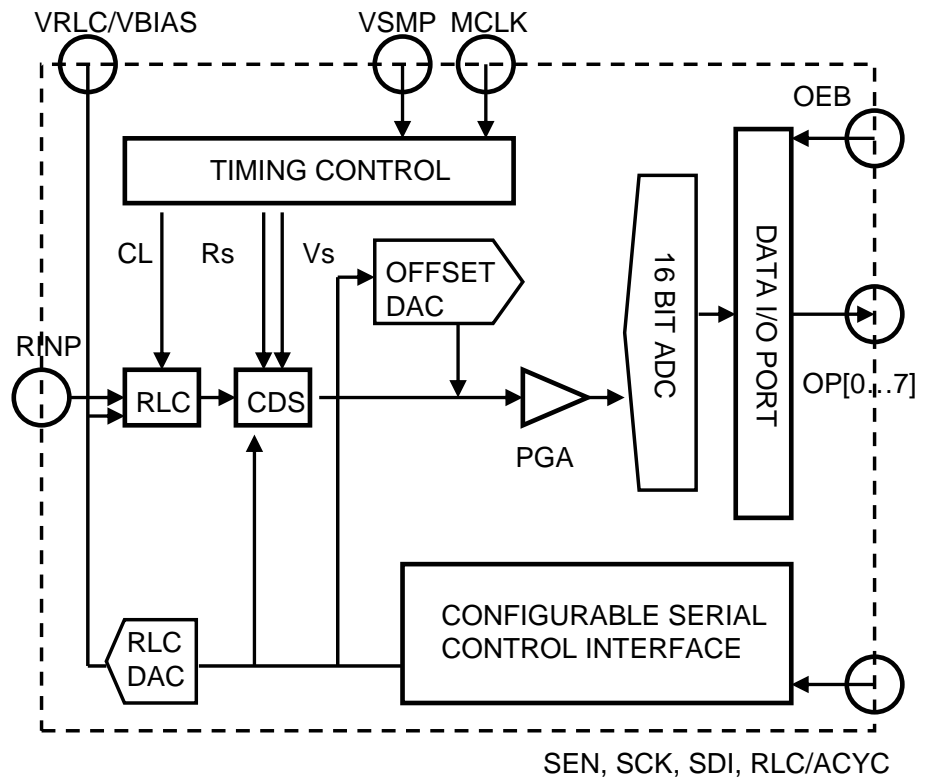 VRLC/VBIAS
VSMP
MCLK
OEB
TIMING CONTROL
CL
Rs
Vs
OFFSET
DAC
16 BIT ADC
DATA I/O PORT
RINP
RLC
CDS
PGA
OP[0…7]
CONFIGURABLE SERIAL
CONTROL INTERFACE
RLC
DAC
SEN, SCK, SDI, RLC/ACYC